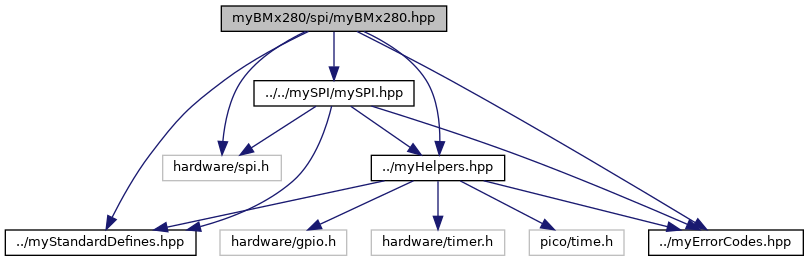 myBMx280/spi/myBMx280.hpp
../../mySPI/mySPI.hpp
hardware/spi.h
../myHelpers.hpp
../myStandardDefines.hpp
hardware/gpio.h
hardware/timer.h
pico/time.h
../myErrorCodes.hpp